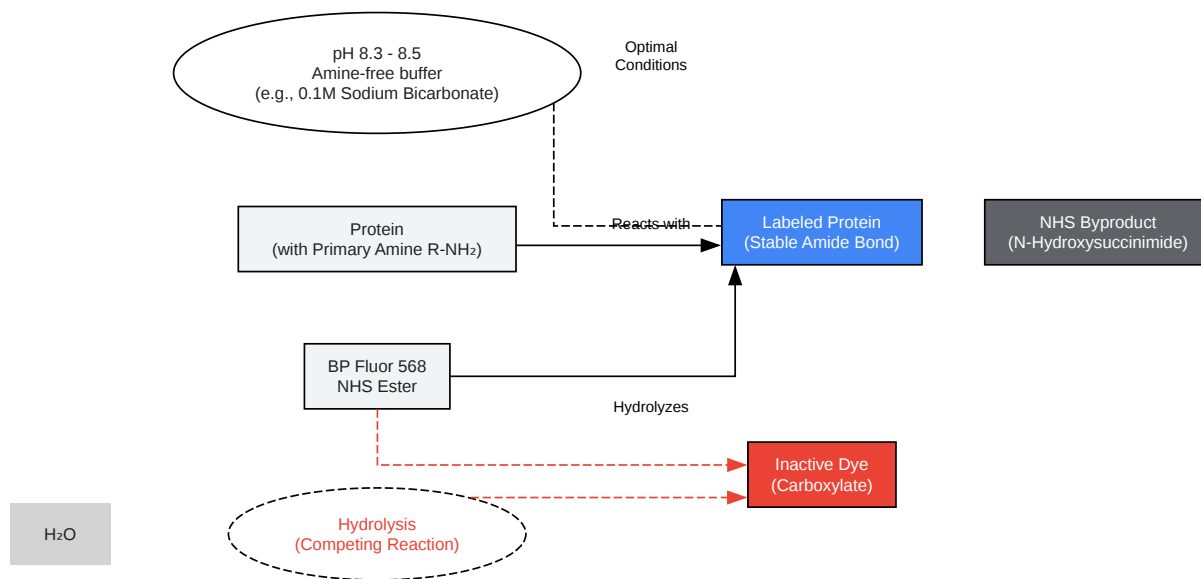 pH 8.3 - 8.5
Amine-free buffer
(e.g., 0.1M Sodium Bicarbonate)
Optimal
Conditions
Protein
(with Primary Amine R-NH₂)
Reacts with
Labeled Protein
(Stable Amide Bond)
NHS Byproduct
(N-Hydroxysuccinimide)
BP Fluor 568
NHS Ester
Hydrolyzes
Inactive Dye
(Carboxylate)
Hydrolysis
(Competing Reaction)
H₂O